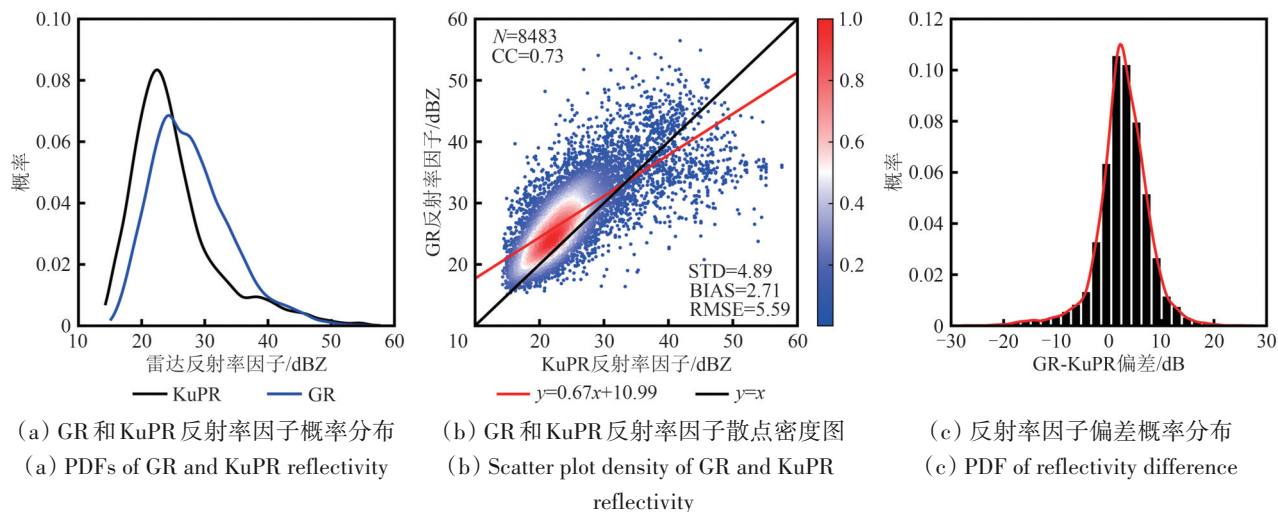 0.10
0.08
0.06
0.04
0.02
0
概率
10
20
30
40
50
60
雷达反射率因子/dBZ
KuPR
GR
(a) GR和KuPR反射率因子概率分布
(a) PDFs of GR and KuPR reflectivity
N=8483
CC=0.73
60
50
40
30
20
10
GR反射率因子/dBZ
STD=4.89
BIAS=2.71
RMSE=5.59
20
30
40
50
60
KuPR反射率因子/dBZ
1.0
0.8
0.6
0.4
0.2
y=0.67x+10.99
y=x
(b) GR和KuPR反射率因子散点密度图
(b) Scatter plot density of GR and KuPR
reflectivity
0.12
0.10
0.08
0.06
0.04
0.02
0
概率
−30
−20
−10
0
10
20
30
GR-KuPR偏差/dB
(c) 反射率因子偏差概率分布
(c) PDF of reflectivity difference